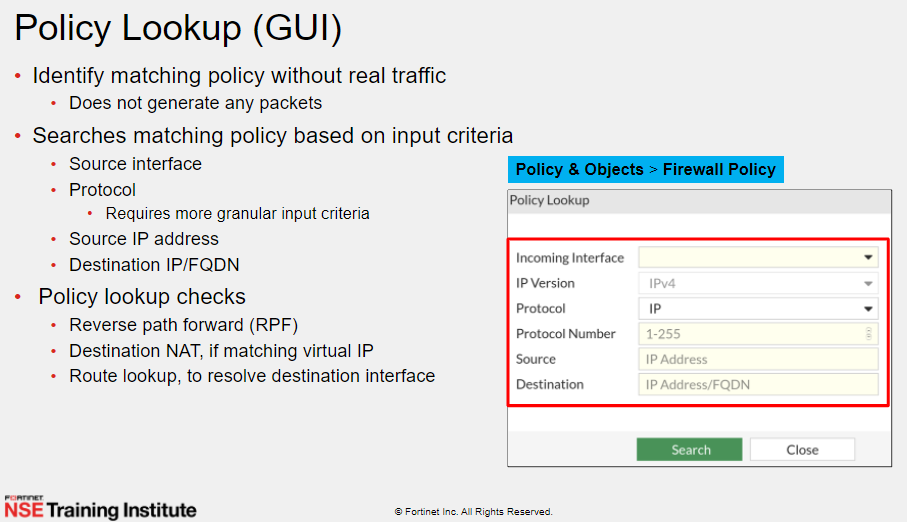 Policy Lookup (GUI)
• Identify matching policy without real traffic
• Does not generate any packets
• Searches matching policy based on input criteria
• Source interface
• Protocol
• Requires more granular input criteria
• Source IP address
• Destination IP/FQDN
• Policy lookup checks
• Reverse path forward (RPF)
• Destination NAT, if matching virtual IP
• Route lookup, to resolve destination interface
Policy & Objects > Firewall Policy
Policy Lookup
Incoming Interface
IP Version IPv4
Protocol IP
Protocol Number 1-255
Source IP Address
Destination IP Address/FQDN
Search Close
FORTINET
NSE Training Institute
© Fortinet Inc. All Rights Reserved.